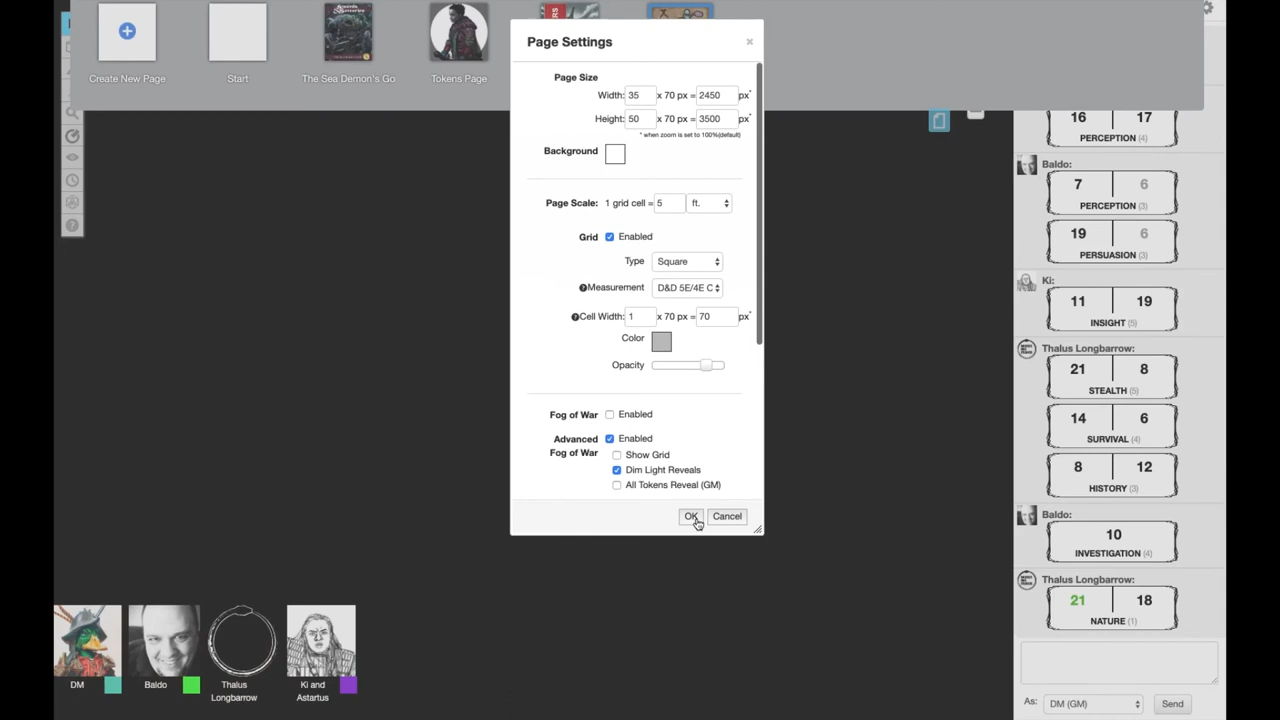 Create New Page
Start
The Sea Demon's Go
Tokens Page
Page Settings
×
Page Size
Width: 35 x 70 px = 2450 px*
Height: 50 x 70 px = 3500 px*
* when zoom is set to 100%(default)
Background
Page Scale: 1 grid cell = 5 ft.
Grid Enabled
Type Square
Measurement D&D 5E/4E C
Cell Width: 1 x 70 px = 70 px*
Color
Opacity
Fog of War Enabled
Advanced Enabled
Fog of War
Show Grid
Dim Light Reveals
All Tokens Reveal (GM)
OK Cancel
16 17
PERCEPTION (4)
Baldo:
7 6
PERCEPTION (3)
19 6
PERSUASION (3)
Ki:
11 19
INSIGHT (5)
Thalus Longbarrow:
21 8
STEALTH (5)
14 6
SURVIVAL (4)
8 12
HISTORY (3)
Baldo:
10
INVESTIGATION (4)
Thalus Longbarrow:
21 18
NATURE (1)
As: DM (GM) Send
DM
Baldo
Thalus
Longbarrow
Ki and
Astartus